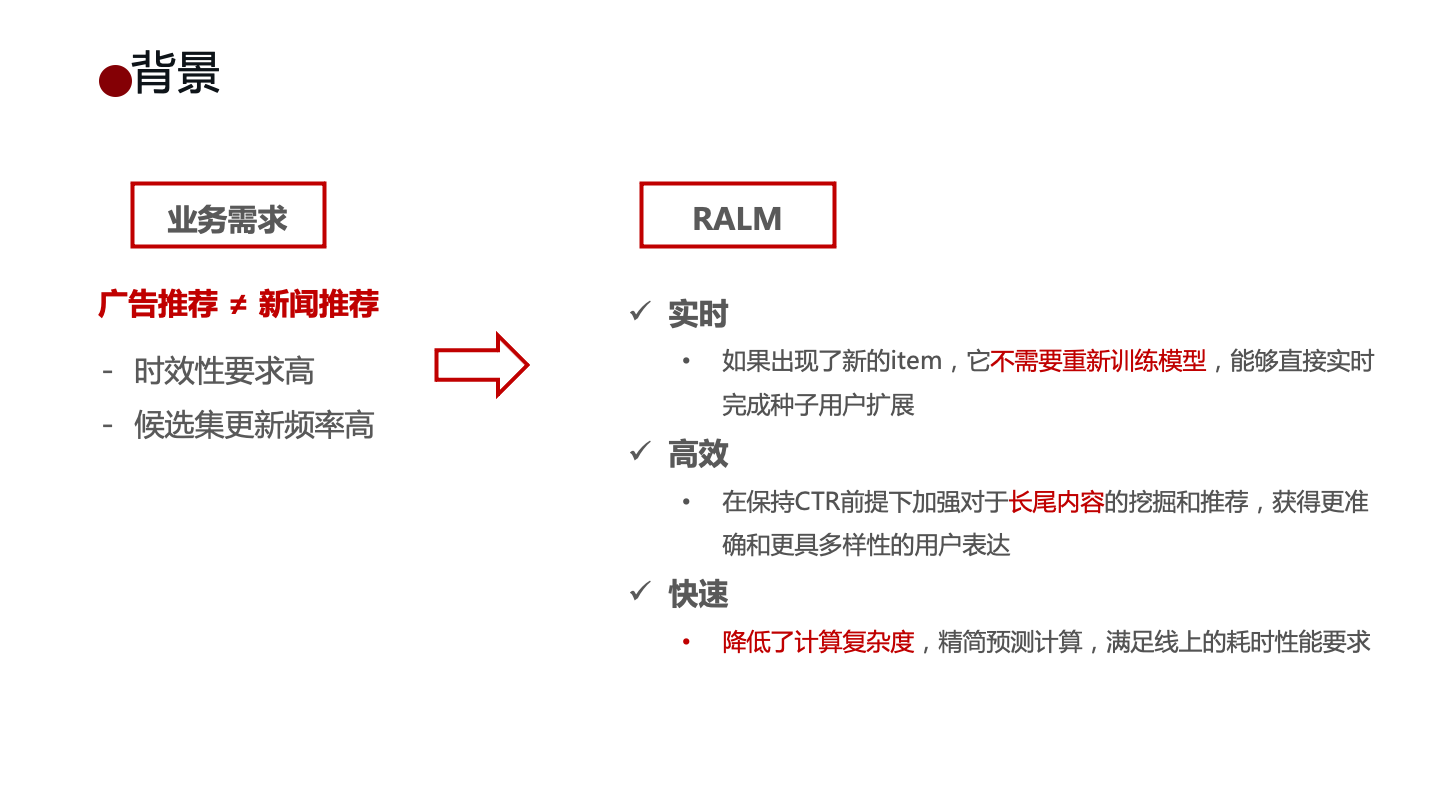 背景
业务需求
广告推荐 ≠ 新闻推荐
- 时效性要求高
- 候选集更新频率高
RALM
✓ 实时
• 如果出现了新的item，它不需要重新训练模型，能够直接实时
完成种子用户扩展
✓ 高效
• 在保持CTR前提下加强对于长尾内容的挖掘和推荐，获得更准
确和更具多样性的用户表达
✓ 快速
• 降低了计算复杂度，精简预测计算，满足线上的耗时性能要求